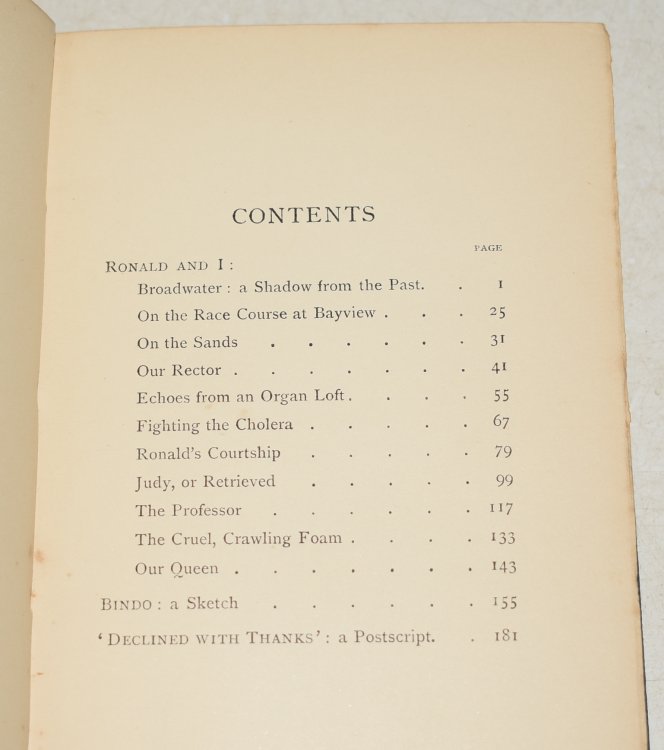 CONTENTS
PAGE
RONALD AND I :
Broadwater : a Shadow from the Past. . 1
On the Race Course at Bayview . . . 25
On the Sands . . . . . . 31
Our Rector . . . . . . . 41
Echoes from an Organ Loft . . . . 55
Fighting the Cholera . . . . . 67
Ronald's Courtship . . . . . 79
Judy, or Retrieved . . . . . 99
The Professor . . . . . . 117
The Cruel, Crawling Foam . . . . 133
Our Queen . . . . . . . 143
BINDO : a Sketch . . . . . . 155
‘DECLINED WITH THANKS’ : a Postscript. . 181